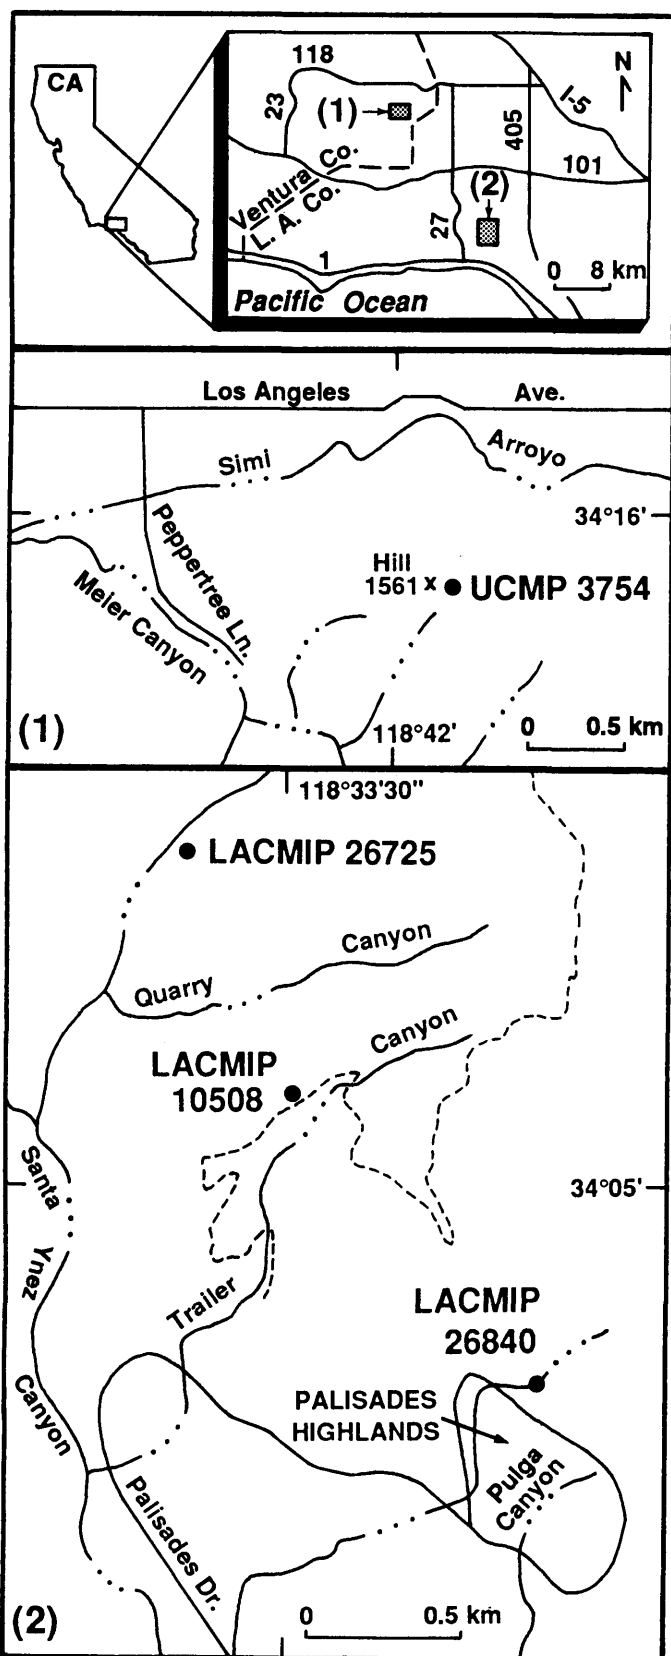 CA
118
N
23
(1)
I-5
405
101
Ventura Co.
L. A. Co.
(2)
27
1
0 8 km
Pacific Ocean
Los Angeles Ave.
Simi Arroyo
34°16'
Peppertree Ln.
Hill
1561 x
UCMP 3754
Meier Canyon
(1)
118°42'
0 0.5 km
118°33'30"
LACMIP 26725
Quarry Canyon
Canyon
LACMIP
10508
Santa
Ynez
Canyon
34°05'
Trailer
LACMIP
26840
PALISADES
HIGHLANDS
Pulga
Canyon
Palisades Dr.
(2)
0 0.5 km